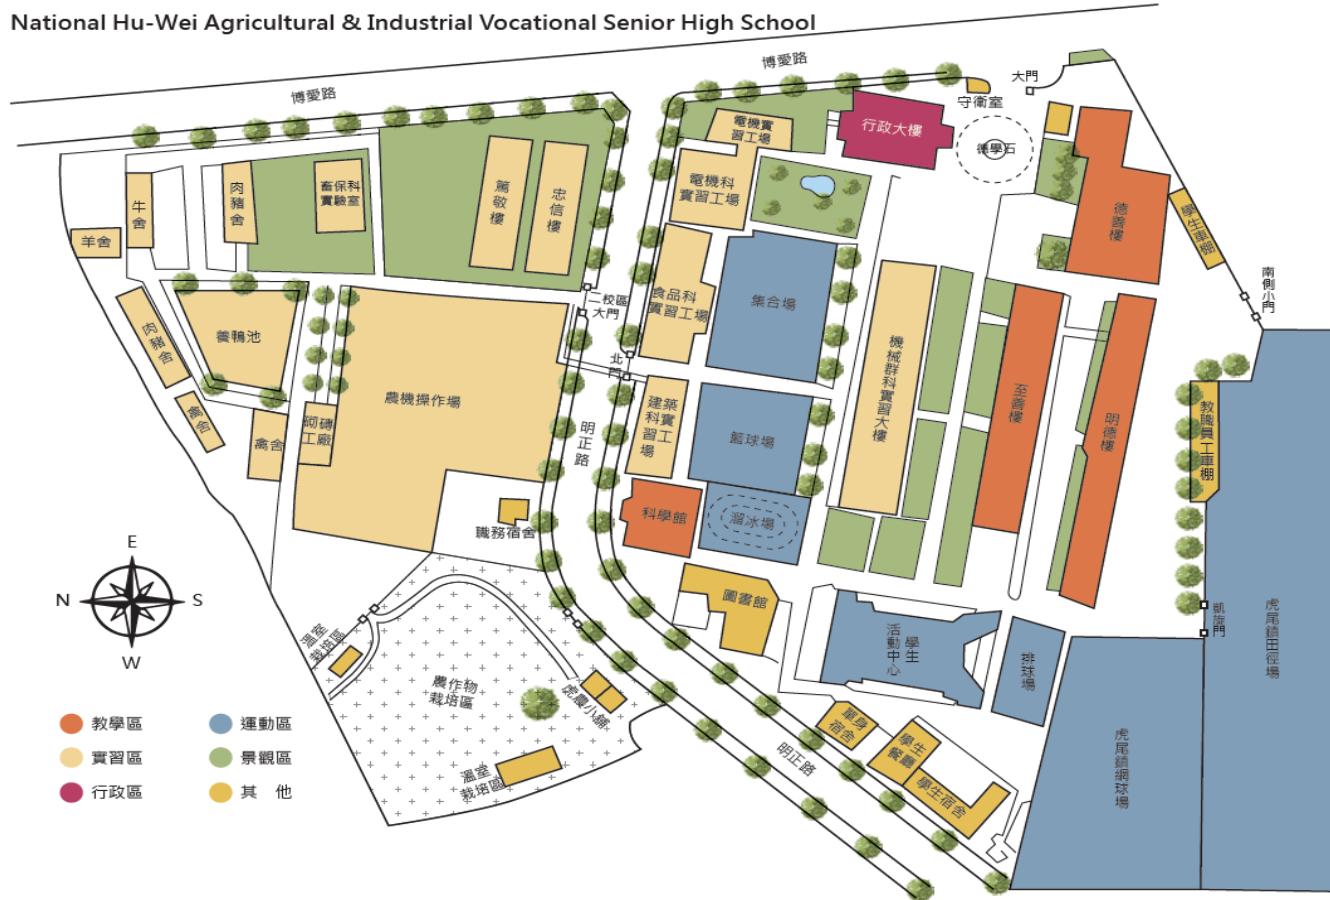 National Hu-Wei Agricultural & Industrial Vocational Senior High School
博愛路
博愛路
大門
守衛室
行政大樓
德學石
電機實
習工場
電機科
實習工場
德善樓
學生車棚
南側小門
牛舍
羊舍
肉豬舍
畜保科
實驗室
篤敬樓
忠信樓
二校區
大門
食品科
實習工場
集合場
機械群科實習大樓
至善樓
明德樓
肉豬舍
養鴨池
禽舍
禽舍
砌磚
工廠
農機操作場
北門
明正路
建築科實習工場
籃球場
科學館
溜冰場
教職員工車棚
職務宿舍
圖書館
學生
活動中心
排球場
凱旋門
虎尾鎮田徑場
虎尾鎮網球場
E
N
S
W
溫室
栽培區
農作物
栽培區
虎農小舖
溫室
栽培區
單身
宿舍
學生
餐廳
學生宿舍
明正路
教學區
運動區
實習區
景觀區
行政區
其 他